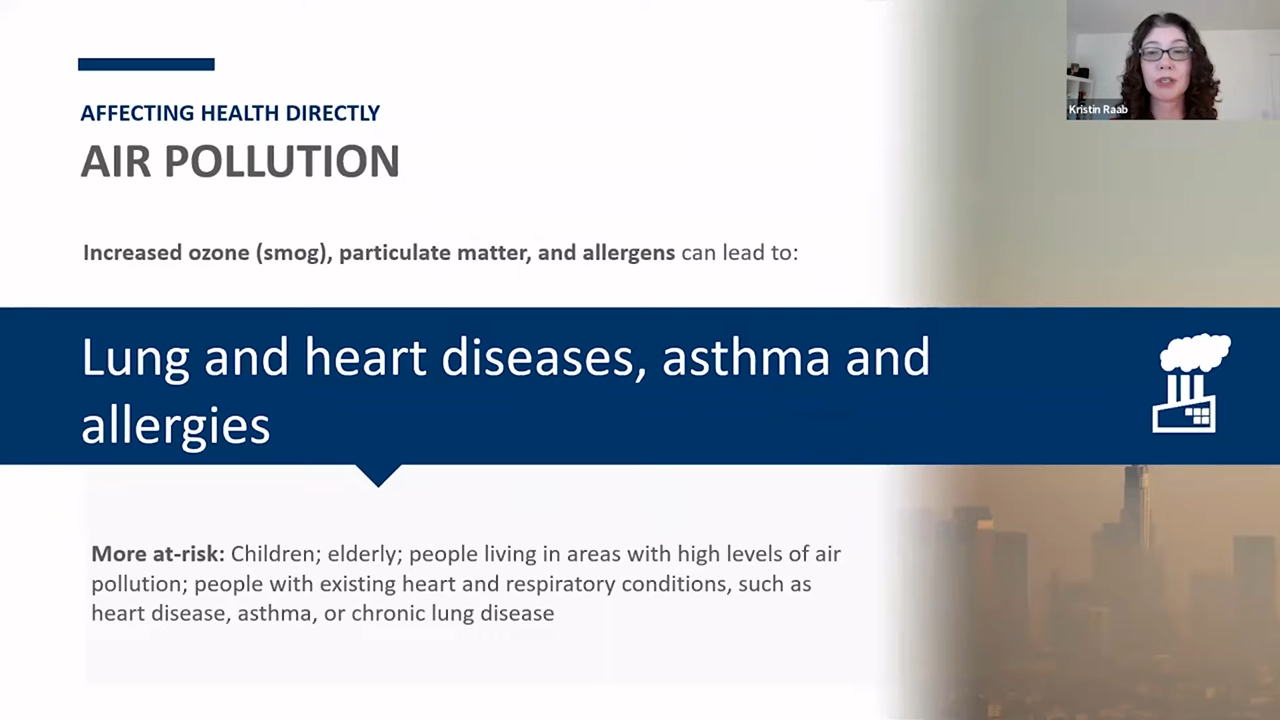 Kristin Raab
AFFECTING HEALTH DIRECTLY
AIR POLLUTION
Increased ozone (smog), particulate matter, and allergens can lead to:
Lung and heart diseases, asthma and
allergies
More at-risk: Children; elderly; people living in areas with high levels of air
pollution; people with existing heart and respiratory conditions, such as
heart disease, asthma, or chronic lung disease